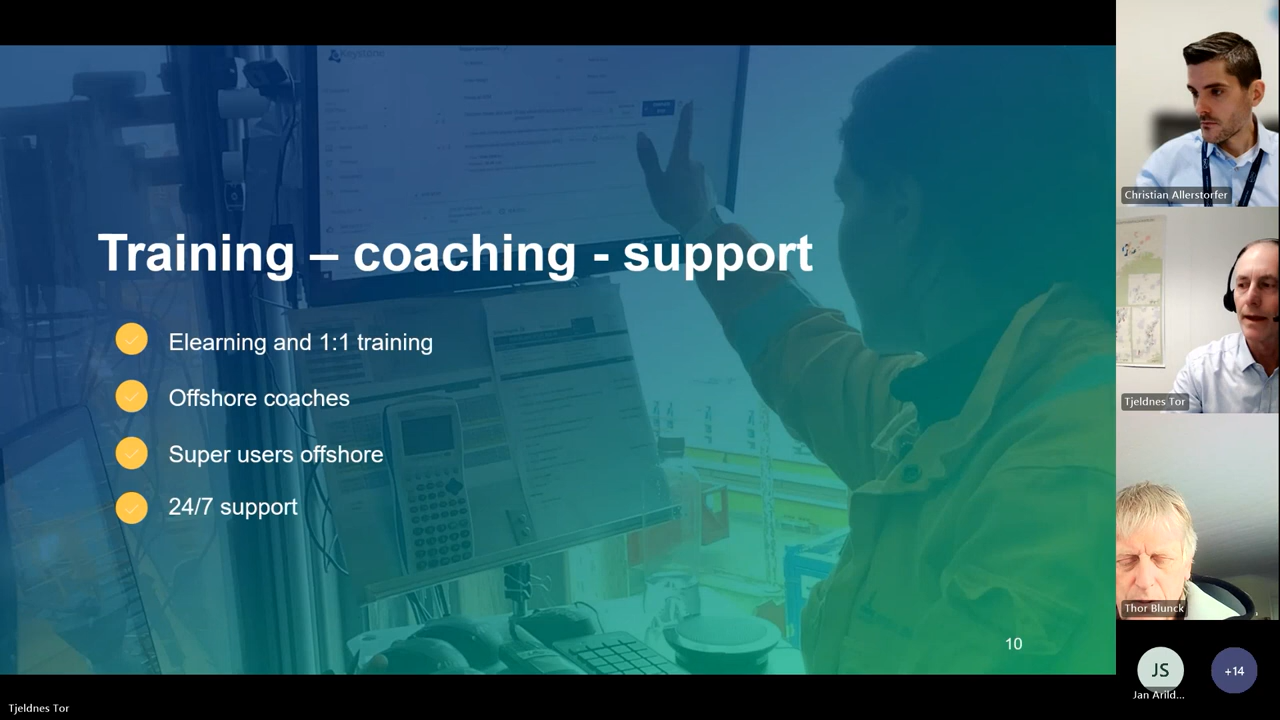 Keystone
Training – coaching - support
Elearning and 1:1 training
Offshore coaches
Super users offshore
24/7 support
10
Christian Allerstorfer
Tjeldnes Tor
Thor Blunck
JS
+14
Jan Arild...
Tjeldnes Tor